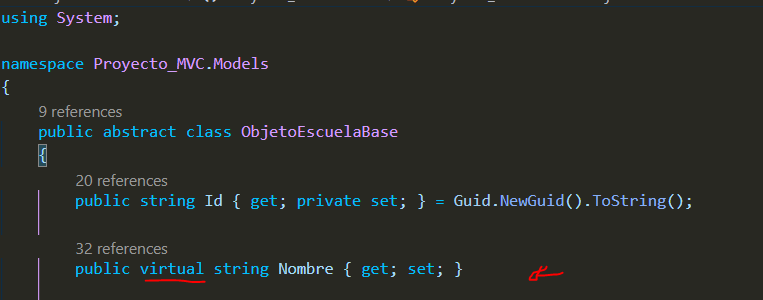 using System;
namespace Proyecto_MVC.Models
{
9 references
public abstract class ObjetoEscuelaBase
{
20 references
public string Id { get; private set; } = Guid.NewGuid().ToString();
32 references
public virtual string Nombre { get; set; }